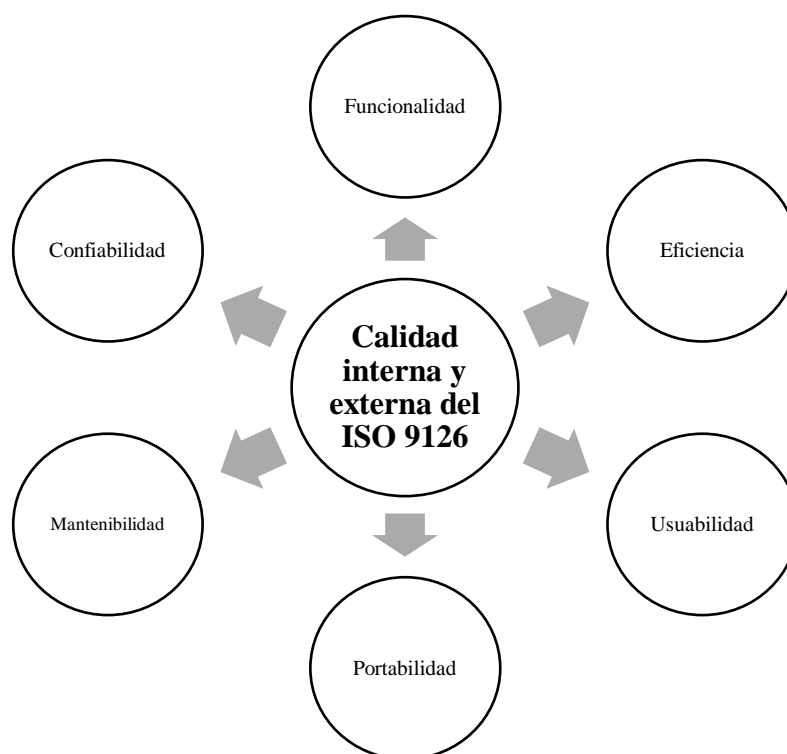 Funcionalidad
Confiabilidad
Eficiencia
Calidad
interna y
externa del
ISO 9126
Mantenibilidad
Usuabilidad
Portabilidad